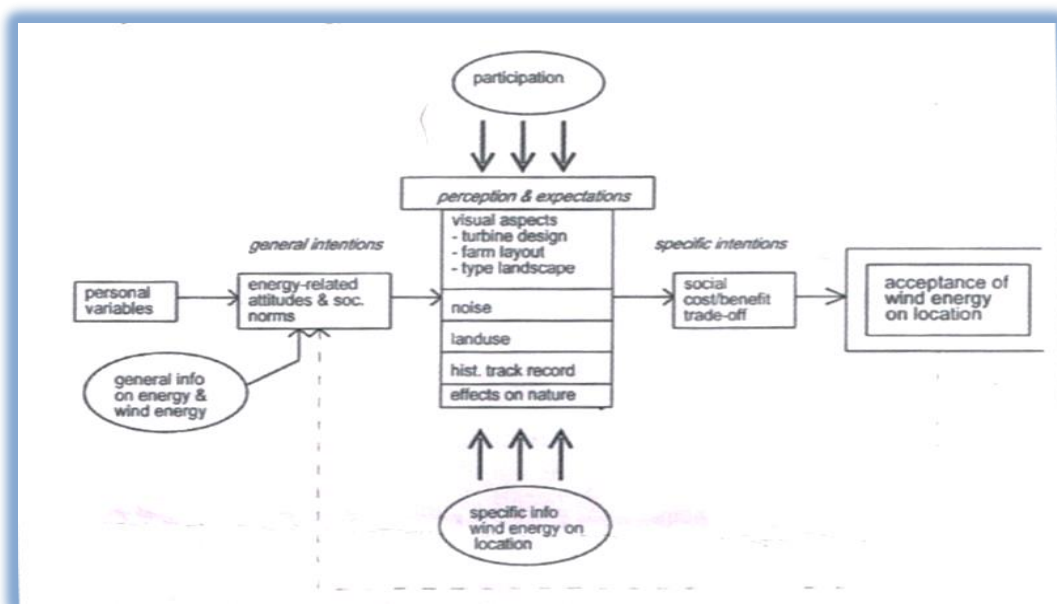 participation
perception & expectations
visual aspects
- turbine design
- farm layout
- type landscape
noise
landuse
hist. track record
effects on nature
general intentions
specific intentions
personal
variables
energy-related
attitudes & soc.
norms
social
cost/benefit
trade-off
acceptance of
wind energy
on location
general info
on energy &
wind energy
specific info
wind energy on
location